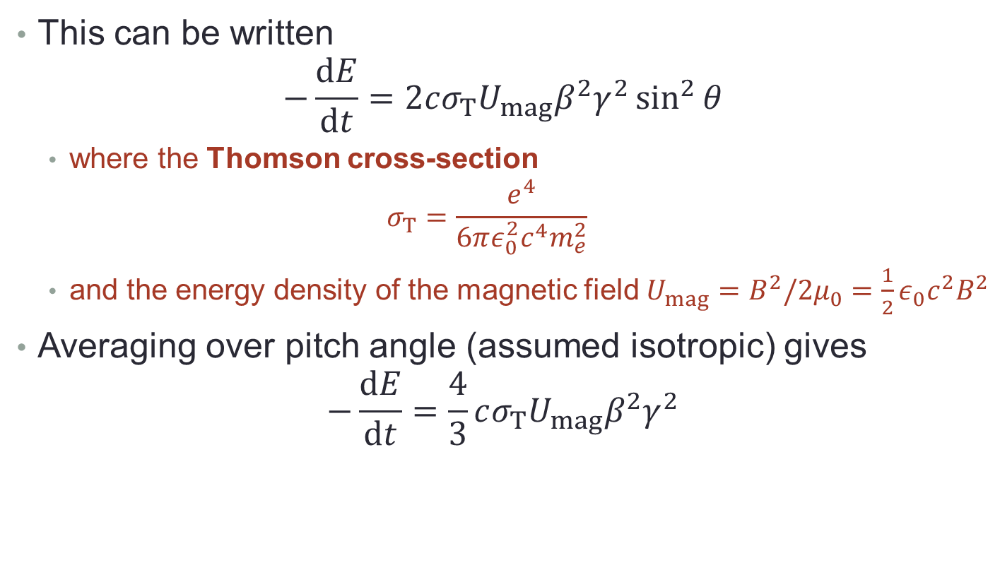 • This can be written
$-\frac{\mathrm{d}E}{\mathrm{d}t} = 2c\sigma_{\mathrm{T}}U_{\mathrm{mag}}\beta^2\gamma^2 \sin^2\theta$
• where the Thomson cross-section
$\sigma_{\mathrm{T}} = \frac{e^4}{6\pi\epsilon_0^2c^4m_e^2}$
• and the energy density of the magnetic field $U_{\mathrm{mag}} = B^2/2\mu_0 = \frac{1}{2}\epsilon_0c^2B^2$
• Averaging over pitch angle (assumed isotropic) gives
$-\frac{\mathrm{d}E}{\mathrm{d}t} = \frac{4}{3}c\sigma_{\mathrm{T}}U_{\mathrm{mag}}\beta^2\gamma^2$